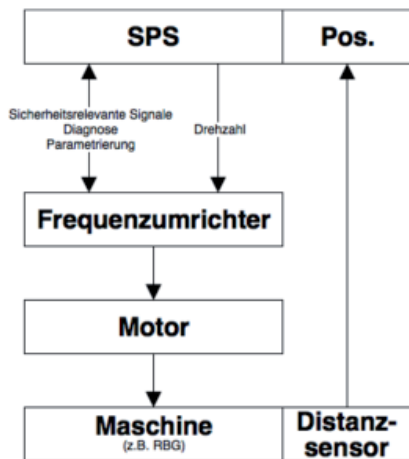 SPS
Pos.
Sicherheitsrelevante Signale
Diagnose
Parametrierung
Drehzahl
Frequenzumrichter
Motor
Maschine
(z.B. RBG)
Distanz-
sensor